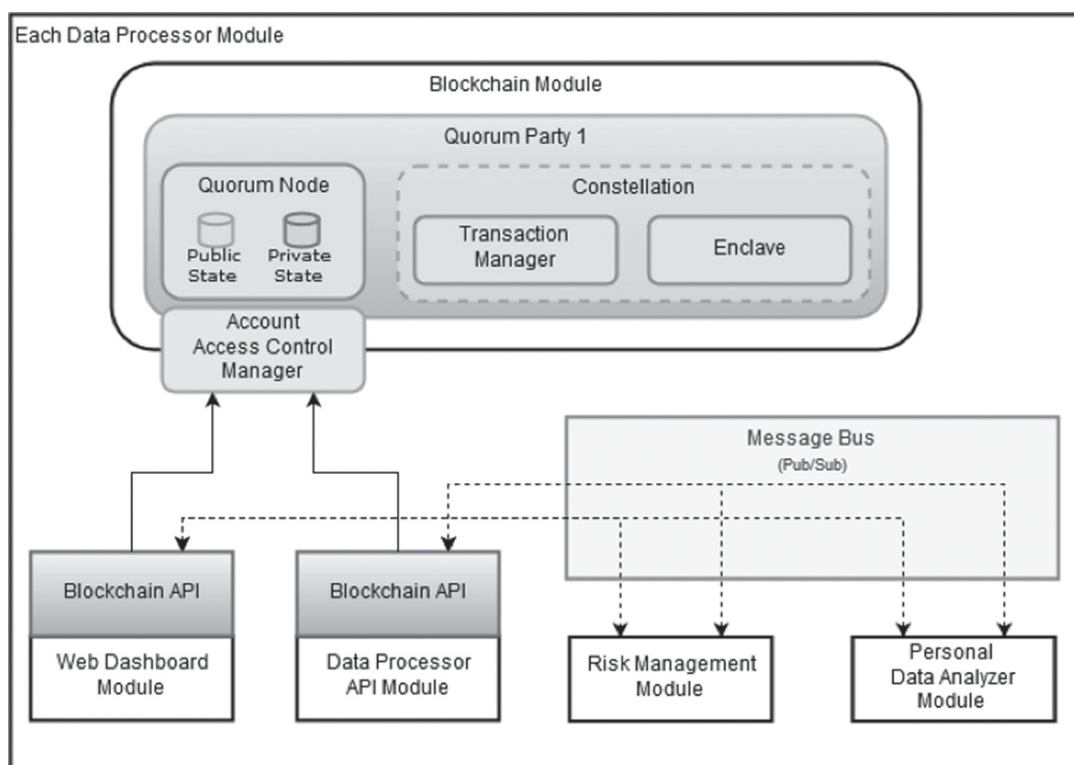 Each Data Processor Module
Blockchain Module
Quorum Party 1
Quorum Node
Public
State
Private
State
Constellation
Transaction
Manager
Enclave
Account
Access Control
Manager
Message Bus
(Pub/Sub)
Blockchain API
Web Dashboard
Module
Blockchain API
Data Processor
API Module
Risk Management
Module
Personal
Data Analyzer
Module